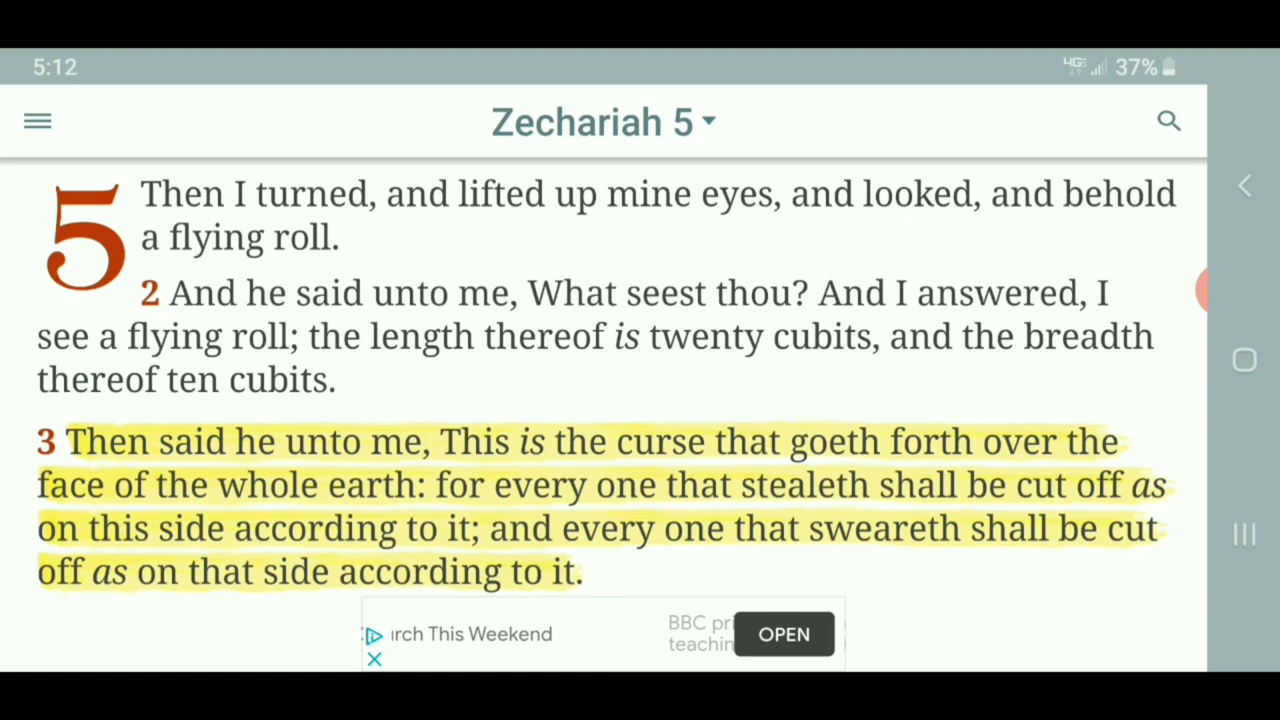 5:12
4G 37%
Zechariah 5
5 Then I turned, and lifted up mine eyes, and looked, and behold
a flying roll.
2 And he said unto me, What seest thou? And I answered, I
see a flying roll; the length thereof is twenty cubits, and the breadth
thereof ten cubits.
3 Then said he unto me, This is the curse that goeth forth over the
face of the whole earth: for every one that stealeth shall be cut off as
on this side according to it; and every one that sweareth shall be cut
off as on that side according to it.
This Weekend
BBC
OPEN